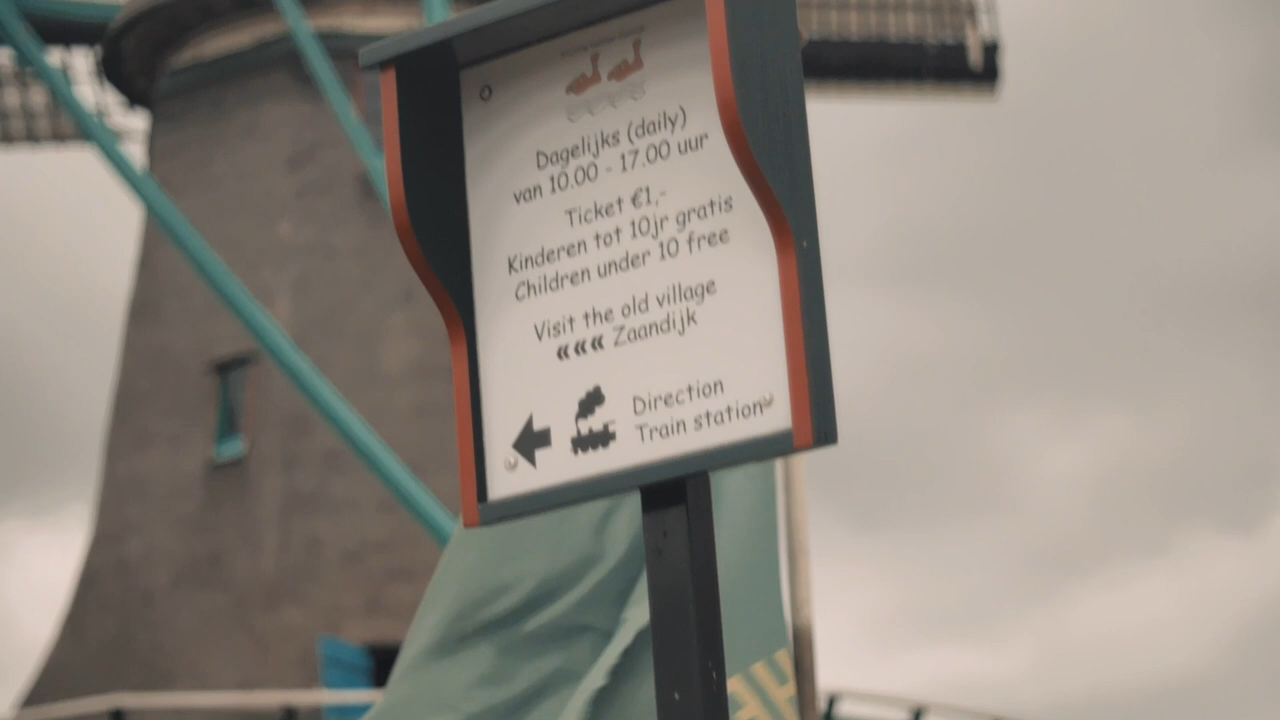 Dagelijks (daily)
van 10.00 - 17.00 uur
Ticket €1,-
Kinderen tot 10jr gratis
Children under 10 free
Visit the old village
««« Zaandijk
Direction
Train station